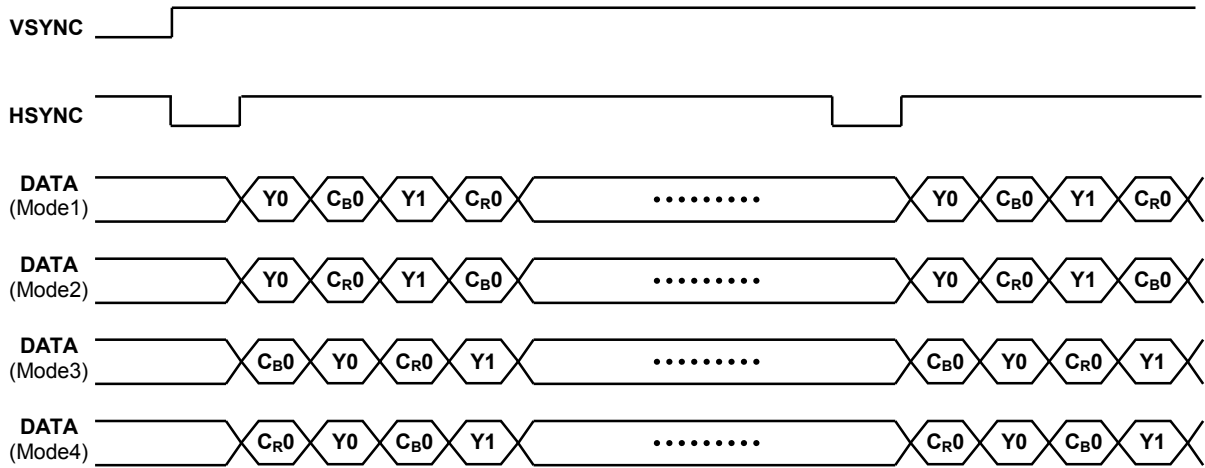 VSYNC
HSYNC
DATA
(Mode1)
Y0 CB0 Y1 CR0 ......... Y0 CB0 Y1 CR0
DATA
(Mode2)
Y0 CR0 Y1 CB0 ......... Y0 CR0 Y1 CB0
DATA
(Mode3)
CB0 Y0 CR0 Y1 ......... CB0 Y0 CR0 Y1
DATA
(Mode4)
CR0 Y0 CB0 Y1 ......... CR0 Y0 CB0 Y1